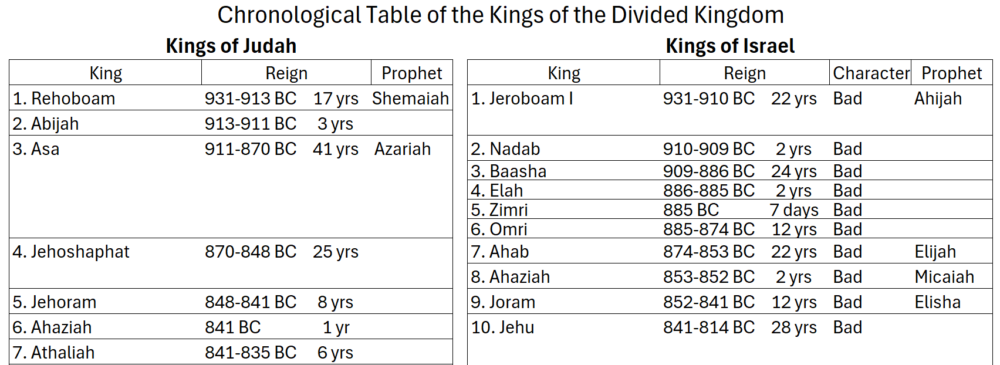 Chronological Table of the Kings of the Divided Kingdom
Kings of Judah
King Reign Prophet
1. Rehoboam 931-913 BC 17 yrs Shemaiah
2. Abijah 913-911 BC 3 yrs
3. Asa 911-870 BC 41 yrs Azariah
4. Jehoshaphat 870-848 BC 25 yrs
5. Jehoram 848-841 BC 8 yrs
6. Ahaziah 841 BC 1 yr
7. Athaliah 841-835 BC 6 yrs
Kings of Israel
King Reign Character Prophet
1. Jeroboam I 931-910 BC 22 yrs Bad Ahijah
2. Nadab 910-909 BC 2 yrs Bad
3. Baasha 909-886 BC 24 yrs Bad
4. Elah 886-885 BC 2 yrs Bad
5. Zimri 885 BC 7 days Bad
6. Omri 885-874 BC 12 yrs Bad
7. Ahab 874-853 BC 22 yrs Bad Elijah
8. Ahaziah 853-852 BC 2 yrs Bad Micaiah
9. Joram 852-841 BC 12 yrs Bad Elisha
10. Jehu 841-814 BC 28 yrs Bad